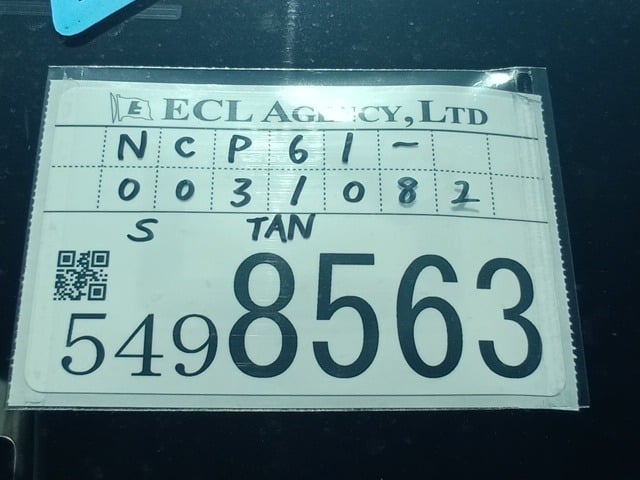 E ECL AGENCY, LTD
NCP61-
0031082
S TAN
5498563